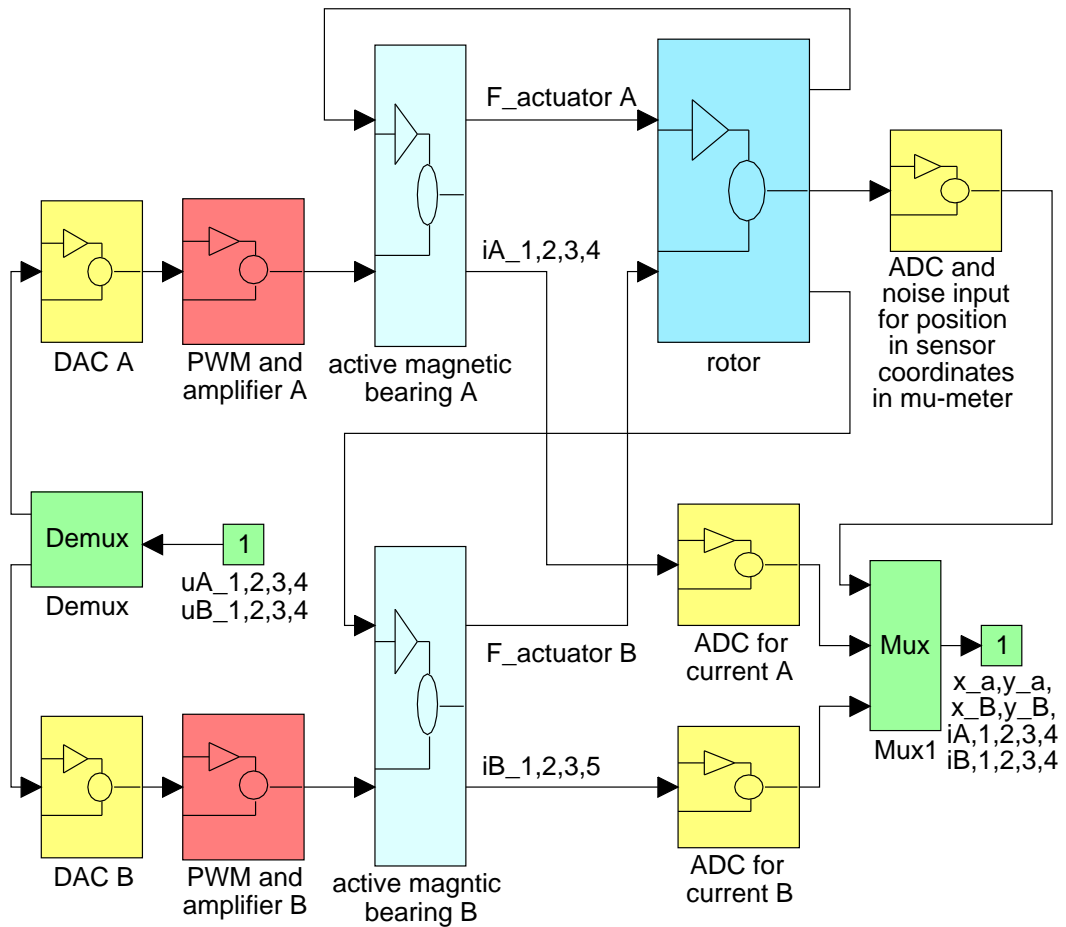 F_actuator A
iA_1,2,3,4
DAC A
PWM and
amplifier A
active magnetic
bearing A
rotor
ADC and
noise input
for position
in sensor
coordinates
in mu-meter
Demux
Demux
1
uA_1,2,3,4
uB_1,2,3,4
F_actuator B
iB_1,2,3,5
ADC for
current A
Mux
Mux1
1
x_a,y_a,
x_B,y_B,
iA,1,2,3,4
iB,1,2,3,4
DAC B
PWM and
amplifier B
active magntic
bearing B
ADC for
current B